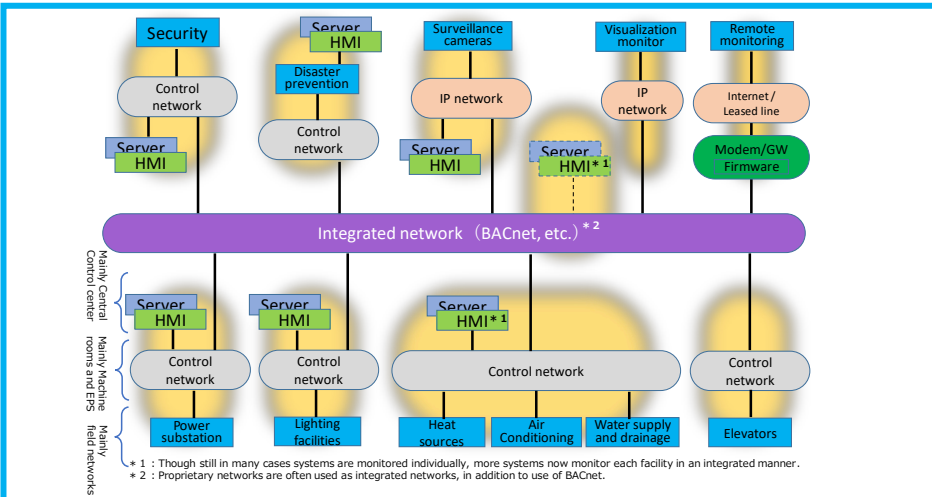 Security
Control
network
Server
HMI
Server
HMI
Disaster
prevention
Control
network
Surveillance
cameras
IP network
Server
HMI
Server
HMI* 1
Visualization
monitor
IP
network
Remote
monitoring
Internet /
Leased line
Modem/GW
Firmware
Integrated network （BACnet, etc.）* 2
Mainly Central
Control center
Mainly Machine
rooms and EPS
Mainly
field networks
Server
HMI
Control
network
Power
substation
Server
HMI
Control
network
Lighting
facilities
Server
HMI* 1
Control network
Heat
sources
Air
Conditioning
Water supply
and drainage
Control
network
Elevators
* 1 : Though still in many cases systems are monitored individually, more systems now monitor each facility in an integrated manner.
* 2 : Proprietary networks are often used as integrated networks, in addition to use of BACnet.